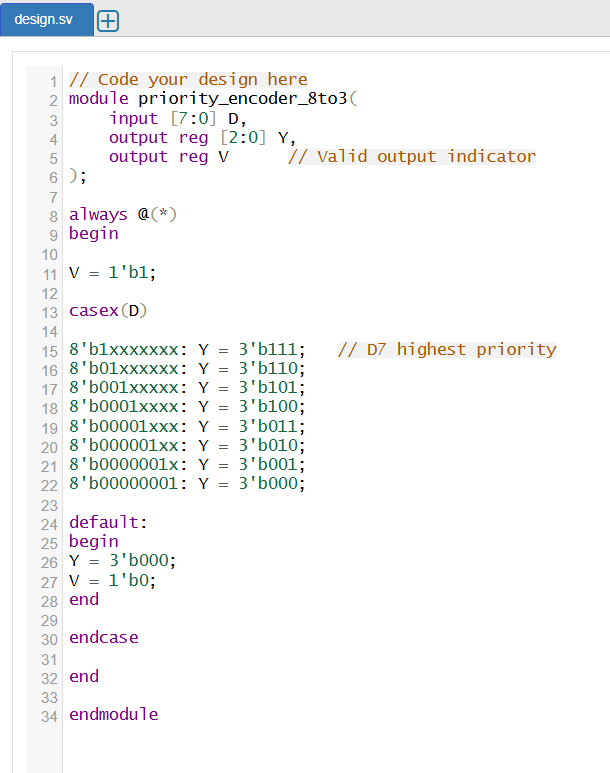 design.sv
1 // Code your design here
2 module priority_encoder_8to3(
3 input [7:0] D,
4 output reg [2:0] Y,
5 output reg V // Valid output indicator
6 );
7
8 always @(*)
9 begin
10
11 V = 1'b1;
12
13 casex(D)
14
15 8'b1xxxxxxx: Y = 3'b111; // D7 highest priority
16 8'b01xxxxxx: Y = 3'b110;
17 8'b001xxxxx: Y = 3'b101;
18 8'b0001xxxx: Y = 3'b100;
19 8'b00001xxx: Y = 3'b011;
20 8'b000001xx: Y = 3'b010;
21 8'b0000001x: Y = 3'b001;
22 8'b00000001: Y = 3'b000;
23
24 default:
25 begin
26 Y = 3'b000;
27 V = 1'b0;
28 end
29
30 endcase
31
32 end
33
34 endmodule